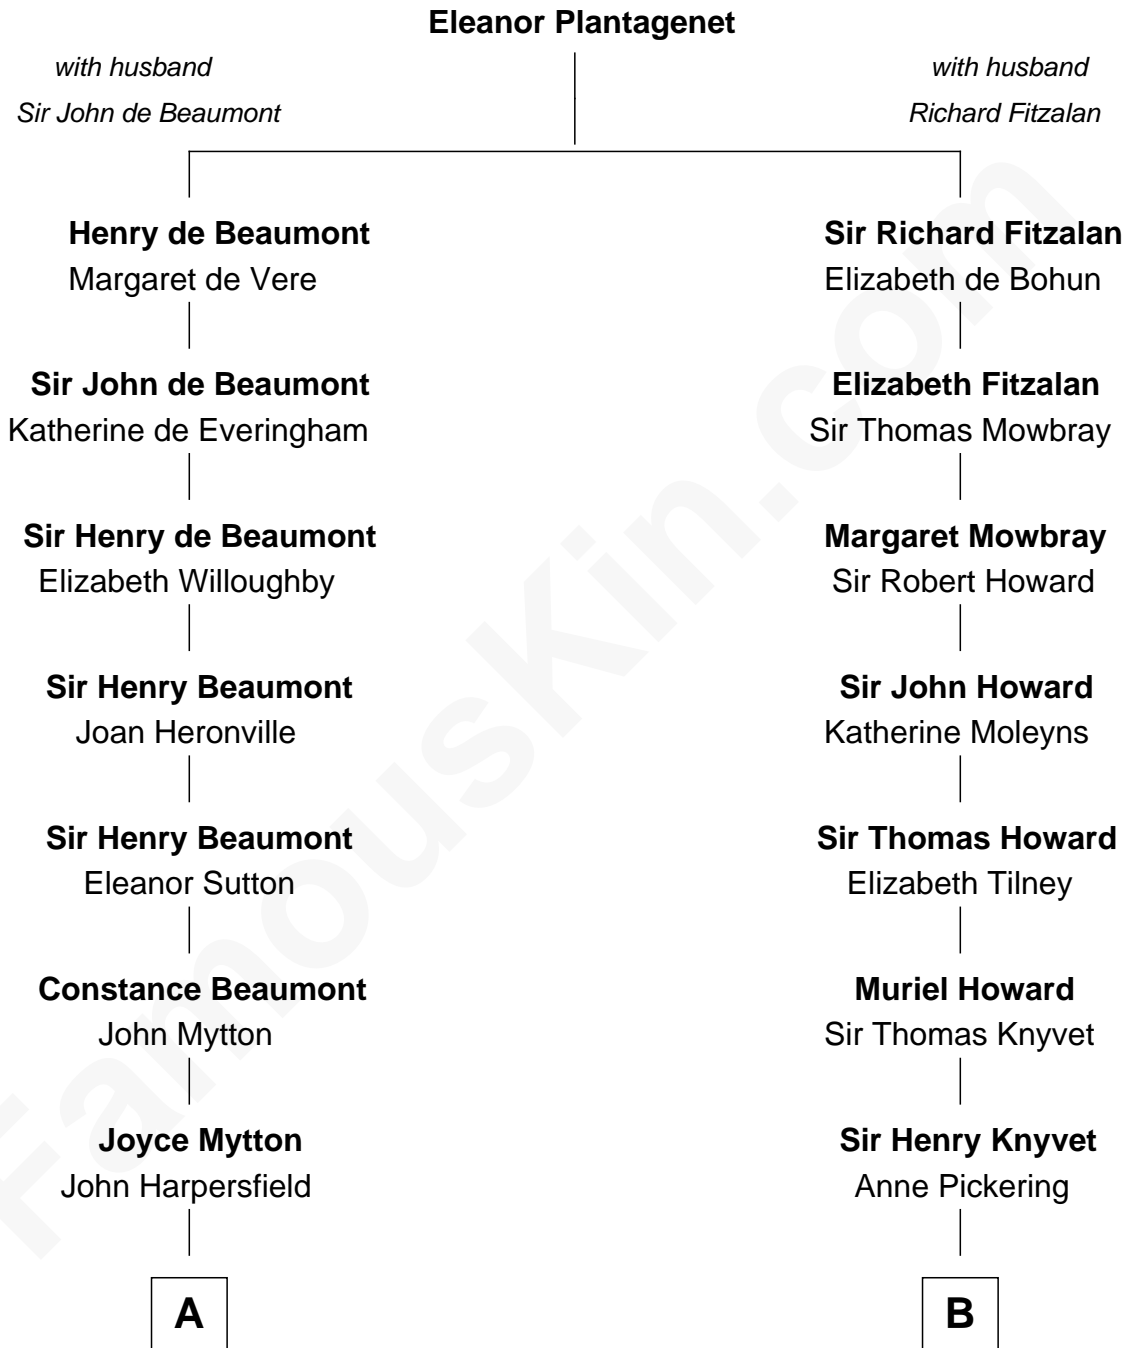 Eleanor Plantagenet
with husband
Sir John de Beaumont
with husband
Richard Fitzalan
Henry de Beaumont
Margaret de Vere
Sir Richard Fitzalan
Elizabeth de Bohun
Sir John de Beaumont
Katherine de Everingham
Elizabeth Fitzalan
Sir Thomas Mowbray
Sir Henry de Beaumont
Elizabeth Willoughby
Margaret Mowbray
Sir Robert Howard
Sir Henry Beaumont
Joan Heronville
Sir John Howard
Katherine Moleyns
Sir Henry Beaumont
Eleanor Sutton
Sir Thomas Howard
Elizabeth Tilney
Constance Beaumont
John Mytton
Muriel Howard
Sir Thomas Knyvet
Joyce Mytton
John Harpersfield
Sir Henry Knyvet
Anne Pickering
A
B
FamousKin.com